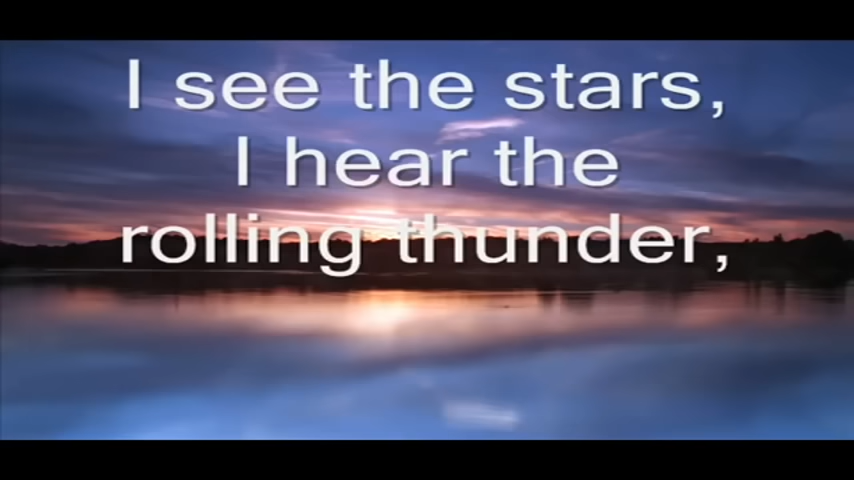 I see the stars,
I hear the
rolling thunder,